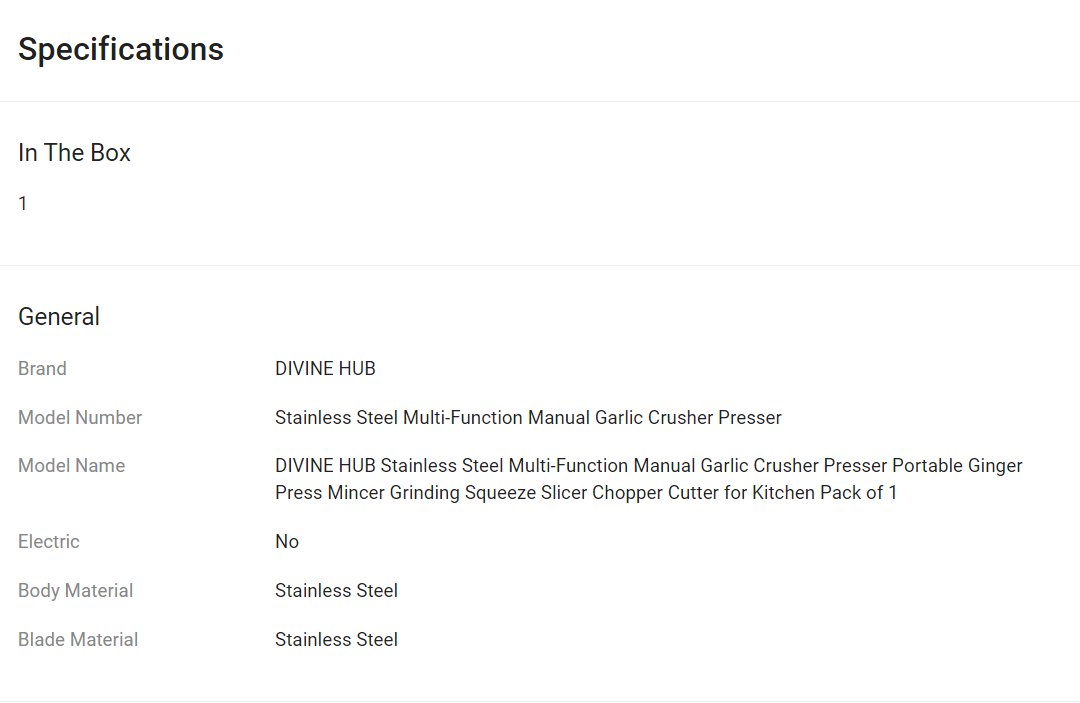 Specifications
In The Box
1
General
Brand DIVINE HUB
Model Number Stainless Steel Multi-Function Manual Garlic Crusher Presser
Model Name DIVINE HUB Stainless Steel Multi-Function Manual Garlic Crusher Presser Portable Ginger
Press Mincer Grinding Squeeze Slicer Chopper Cutter for Kitchen Pack of 1
Electric No
Body Material Stainless Steel
Blade Material Stainless Steel